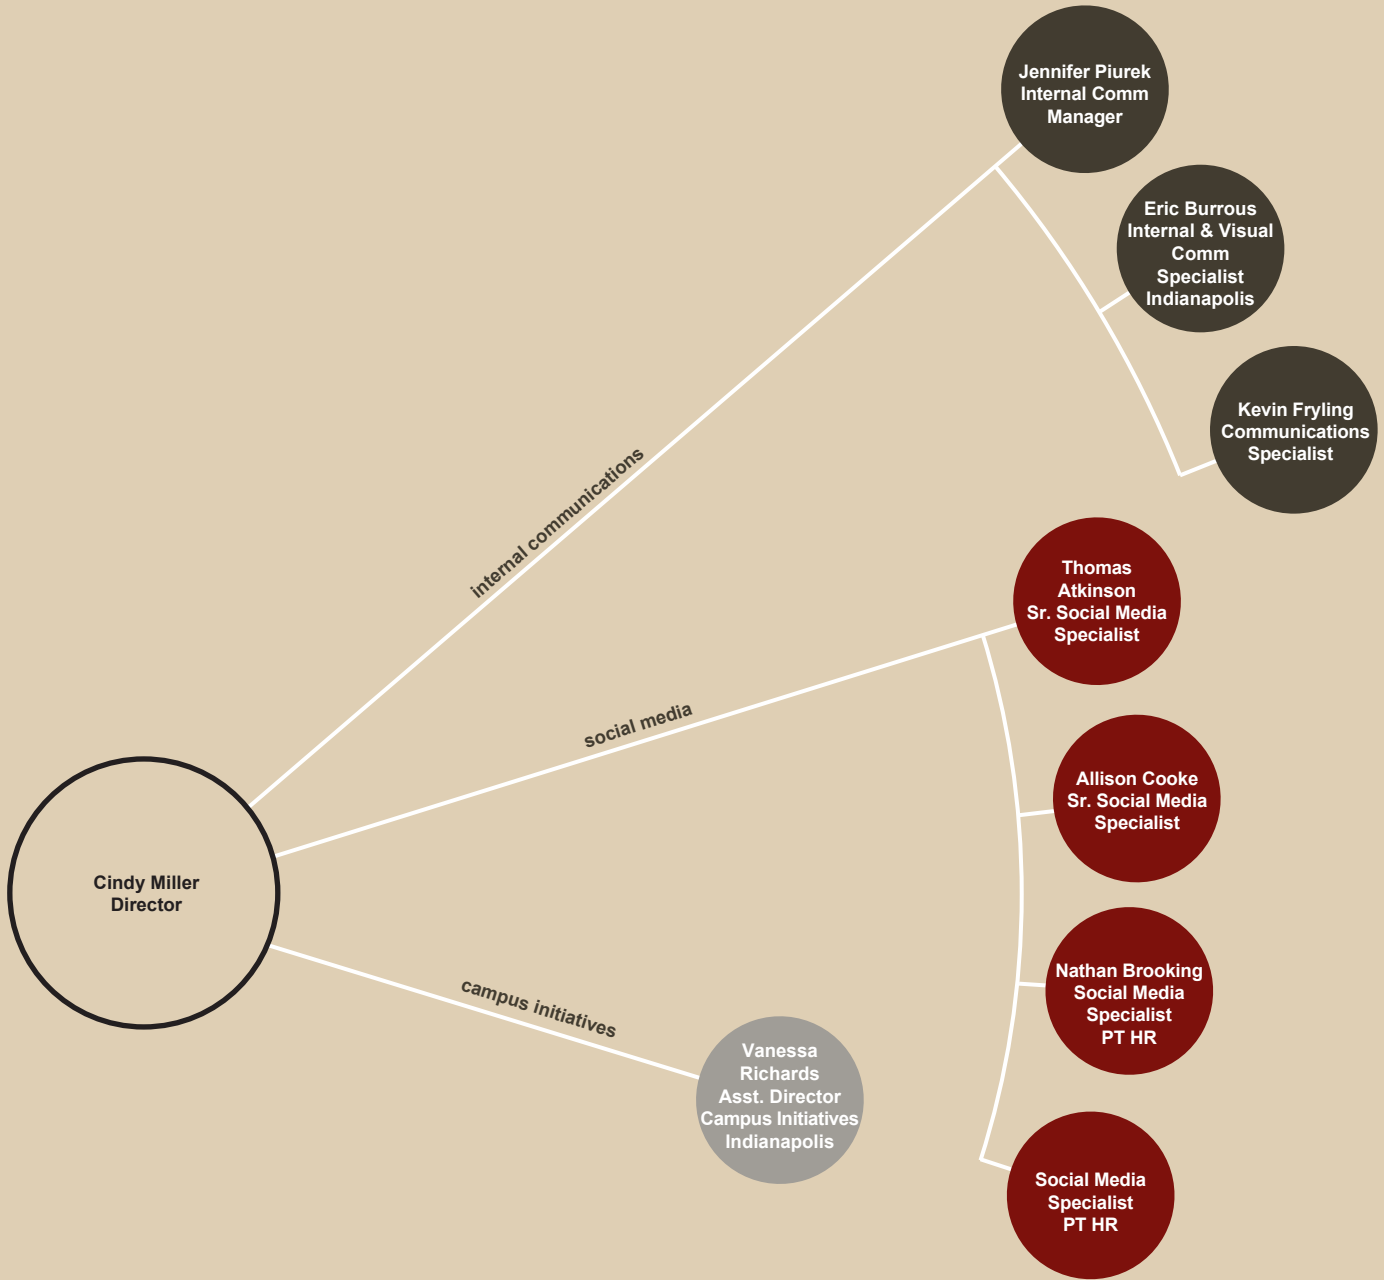 Jennifer Piurek
Internal Comm
Manager
Eric Burrous
Internal & Visual
Comm
Specialist
Indianapolis
Kevin Fryling
Communications
Specialist
internal communications
Thomas
Atkinson
Sr. Social Media
Specialist
social media
Allison Cooke
Sr. Social Media
Specialist
Cindy Miller
Director
Nathan Brooking
Social Media
Specialist
PT HR
campus initiatives
Vanessa
Richards
Asst. Director
Campus Initiatives
Indianapolis
Social Media
Specialist
PT HR